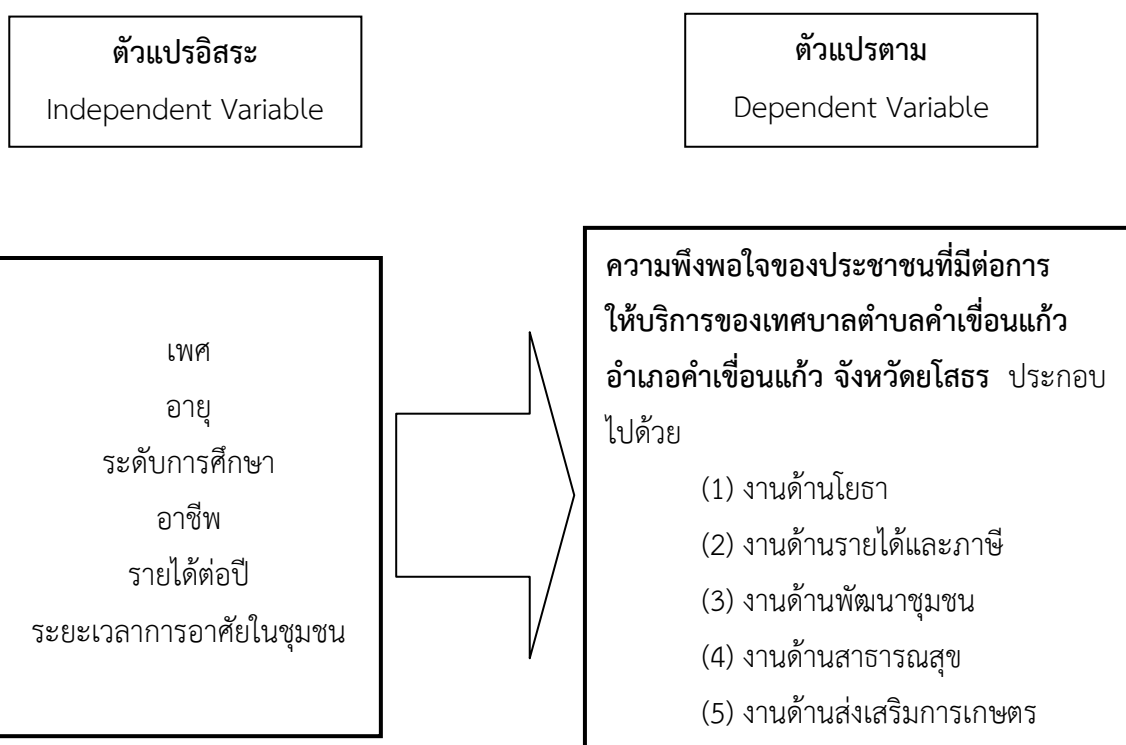 ตัวแปรอิสระ
Independent Variable
ตัวแปรตาม
Dependent Variable
เพศ
อายุ
ระดับการศึกษา
อาชีพ
รายได้ต่อปี
ระยะเวลาการอาศัยในชุมชน
ความพึงพอใจของประชาชนที่มีต่อการ
ให้บริการของเทศบาลตำบลคำเขื่อนแก้ว
อำเภอคำเขื่อนแก้ว จังหวัดยโสธร ประกอบ
ไปด้วย
(1) งานด้านโยธา
(2) งานด้านรายได้และภาษี
(3) งานด้านพัฒนาชุมชน
(4) งานด้านสาธารณสุข
(5) งานด้านส่งเสริมการเกษตร